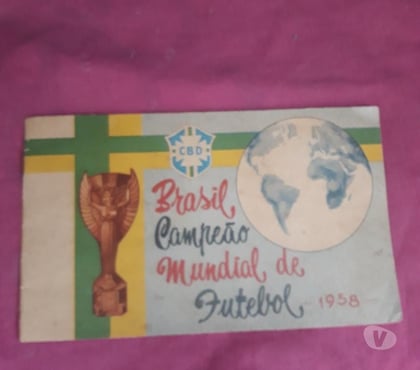 CBD
Brasil
Campeão
Mundial de
Futebol - 1958 -
V